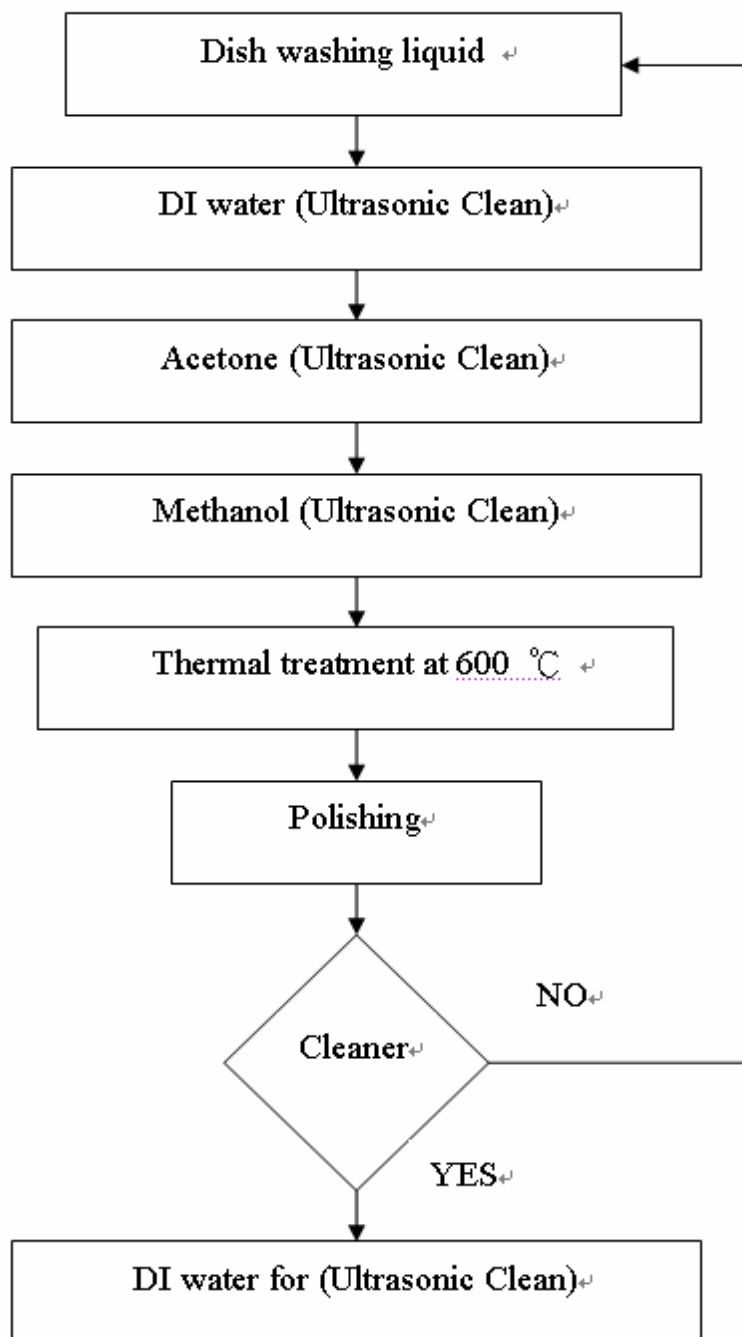 Dish washing liquid
DI water (Ultrasonic Clean)
Acetone (Ultrasonic Clean)
Methanol (Ultrasonic Clean)
Thermal treatment at 600 ℃
Polishing
Cleaner
NO
YES
DI water for (Ultrasonic Clean)